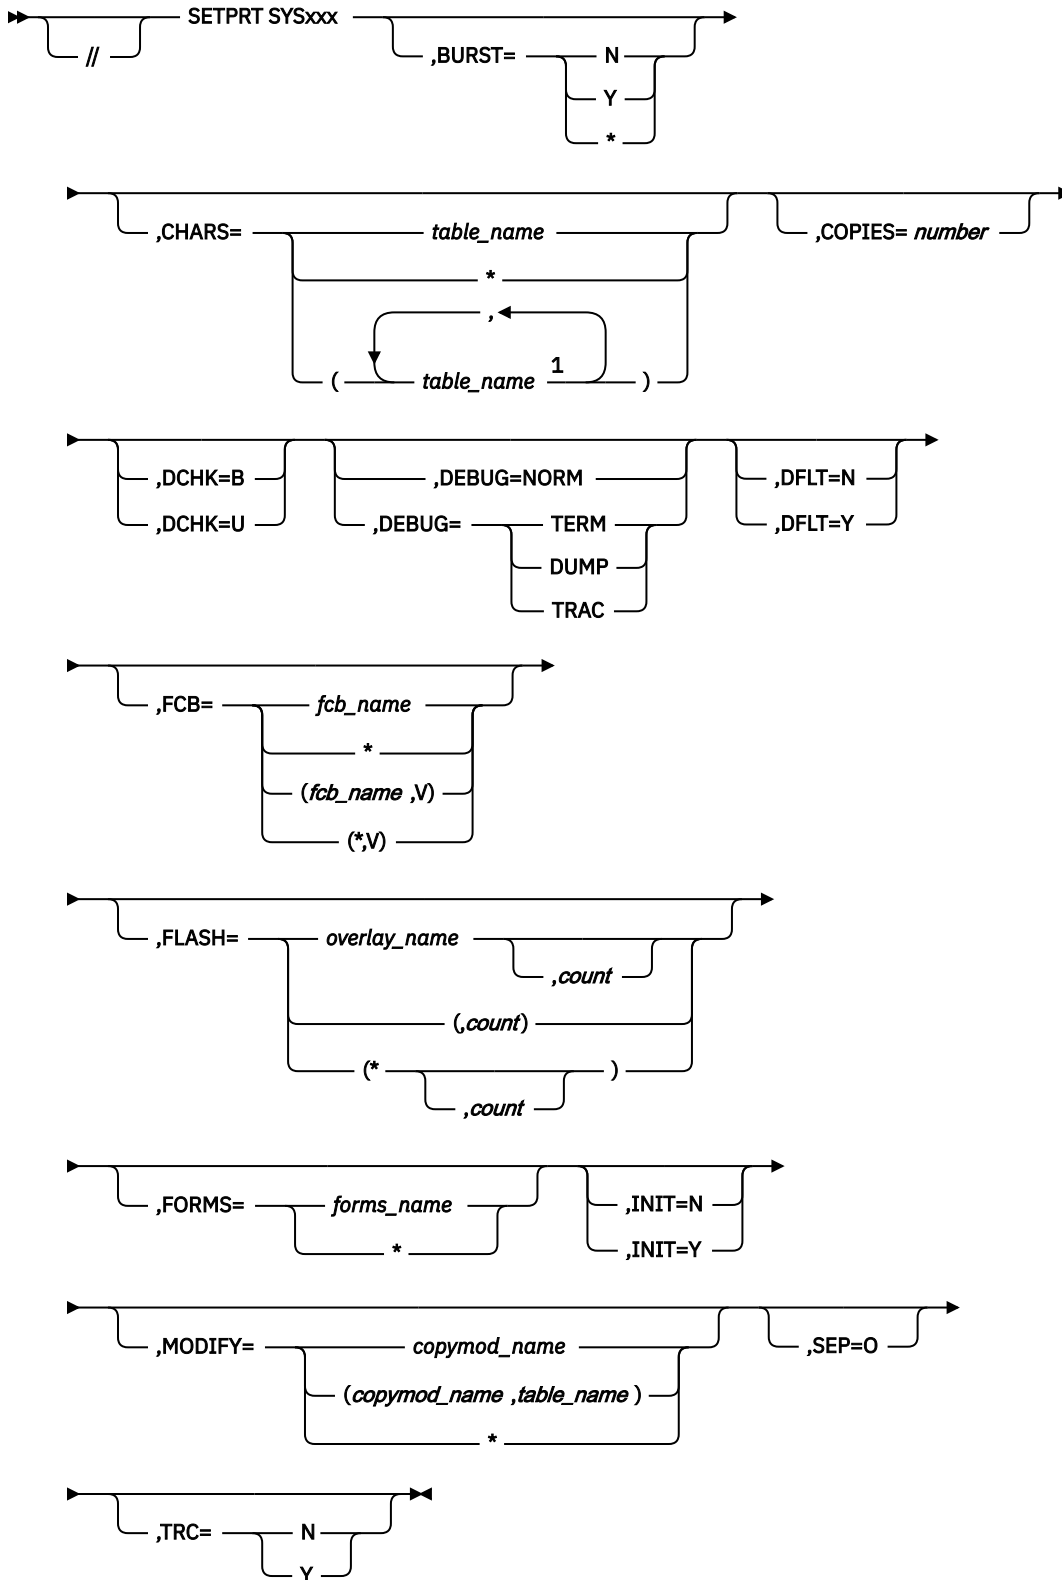 SETPRT SYSxxx
//
,BURST= N
Y
*
,CHARS= table_name
*
,
( table_name 1 )
,COPIES= number
,DCHK=B
,DCHK=U
,DEBUG=NORM
,DEBUG= TERM
DUMP
TRAC
,DFLT=N
,DFLT=Y
,FCB= fcb_name
*
(fcb_name ,V)
(*,V)
,FLASH= overlay_name ,count
(,count)
(* ,count )
,FORMS= forms_name
*
,INIT=N
,INIT=Y
,MODIFY= copymod_name
(copymod_name ,table_name )
*
,SEP=O
,TRC= N
Y